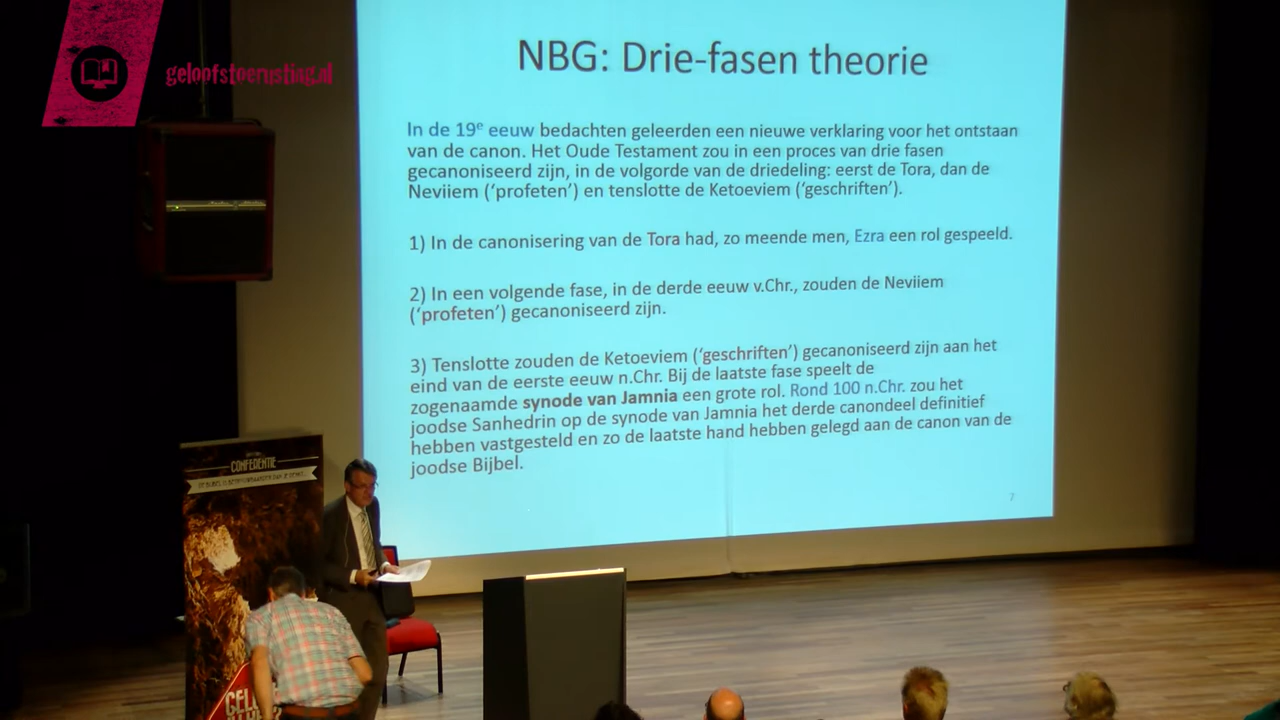 geloofstoerusting.nl
NBG: Drie-fasen theorie
In de 19e eeuw bedachten geleerden een nieuwe verklaring voor het ontstaan
van de canon. Het Oude Testament zou in een proces van drie fasen
gecanoniseerd zijn, in de volgorde van de driedeling: eerst de Tora, dan de
Neviiem (‘profeten’) en tenslotte de Ketoeviem (‘geschriften’).
1) In de canonisering van de Tora had, zo meende men, Ezra een rol gespeeld.
2) In een volgende fase, in de derde eeuw v.Chr., zouden de Neviiem
(‘profeten’) gecanoniseerd zijn.
3) Tenslotte zouden de Ketoeviem (‘geschriften’) gecanoniseerd zijn aan het
eind van de eerste eeuw n.Chr. Bij de laatste fase speelt de
zogenaamde synode van Jamnia een grote rol. Rond 100 n.Chr. zou het
joodse Sanhedrin op de synode van Jamnia het derde canondeel definitief
hebben vastgesteld en zo de laatste hand hebben gelegd aan de canon van de
joodse Bijbel.
7
CONFERENTIE
GEL